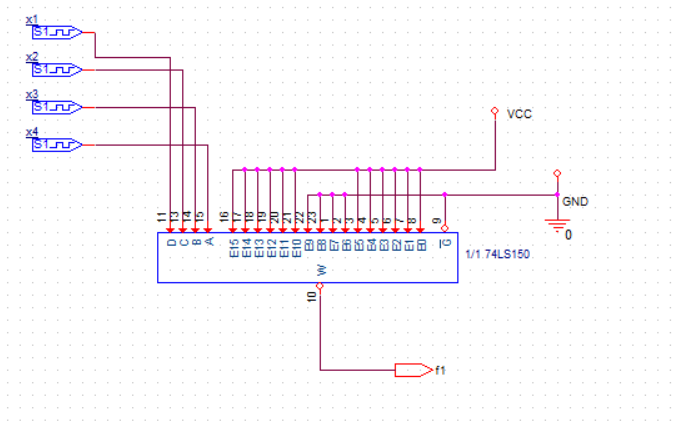 x1
S1
x2
S1
x3
S1
x4
S1
VCC
GND
0
11 13 14 15 16 17 18 19 20 21 22 23 1 2 3 4 5 6 7 8 9
D C B A E15 E14 E13 E12 E11 E10 E9 E8 E7 E6 E5 E4 E3 E2 E1 E0 G
1/1 74LS150
W
10
f1